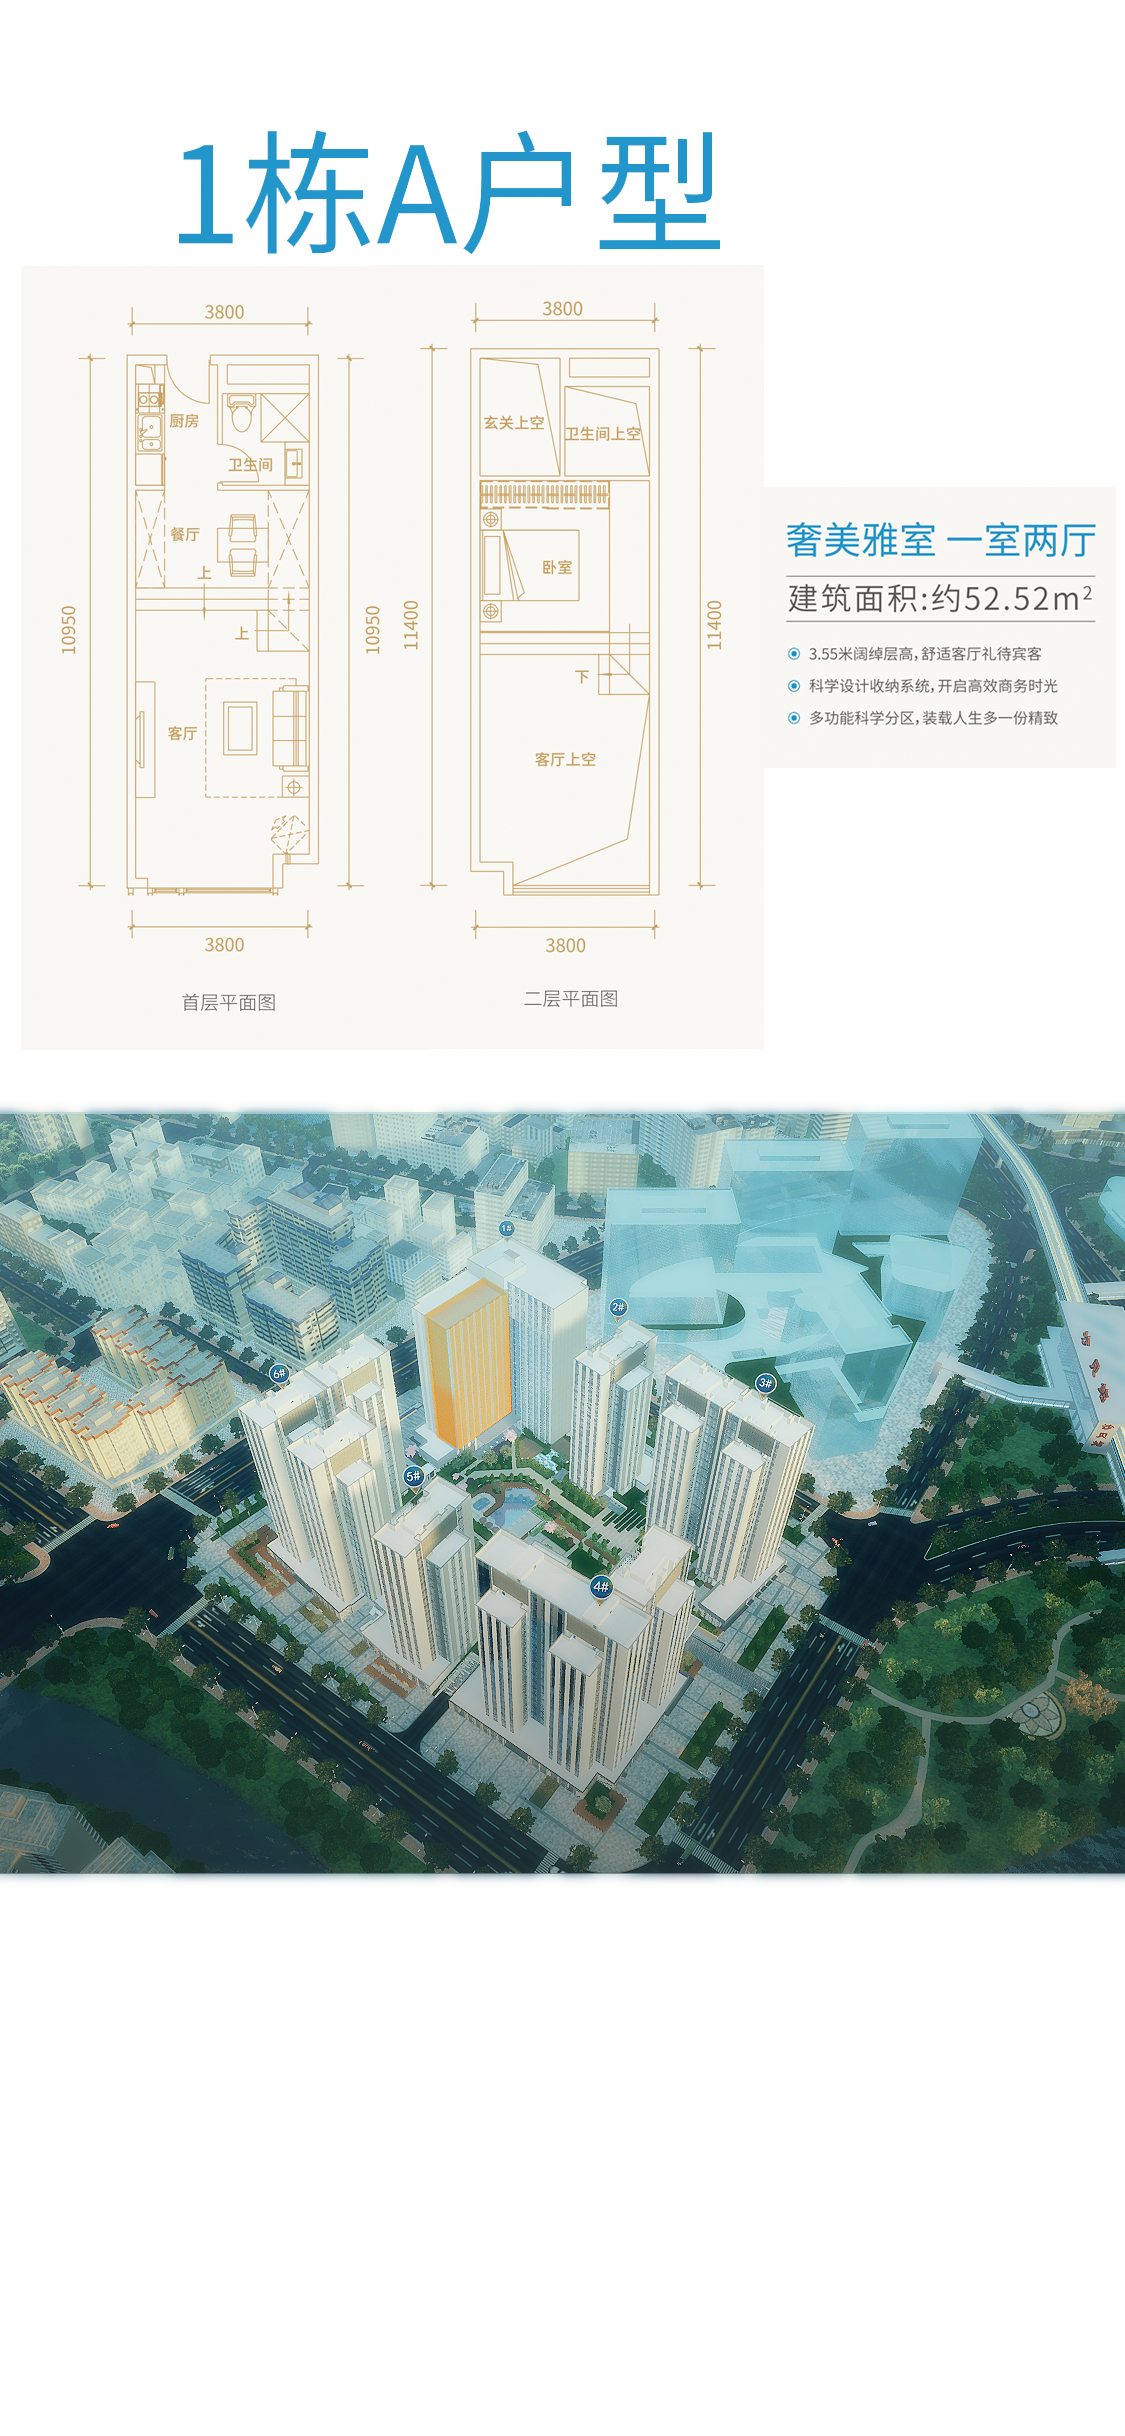 1栋A户型
3800
10950
10950
厨房
卫生间
餐厅
上
上
客厅
3800
首层平面图
3800
11400
11400
玄关上空
卫生间上空
卧室
下
客厅上空
3800
二层平面图
奢美雅室 一室两厅
建筑面积:约52.52m²
3.55米阔绰层高,舒适客厅礼待宾客
科学设计收纳系统,开启高效商务时光
多功能科学分区,装载人生多一份精致
1#
2#
6#
3#
5#
4#